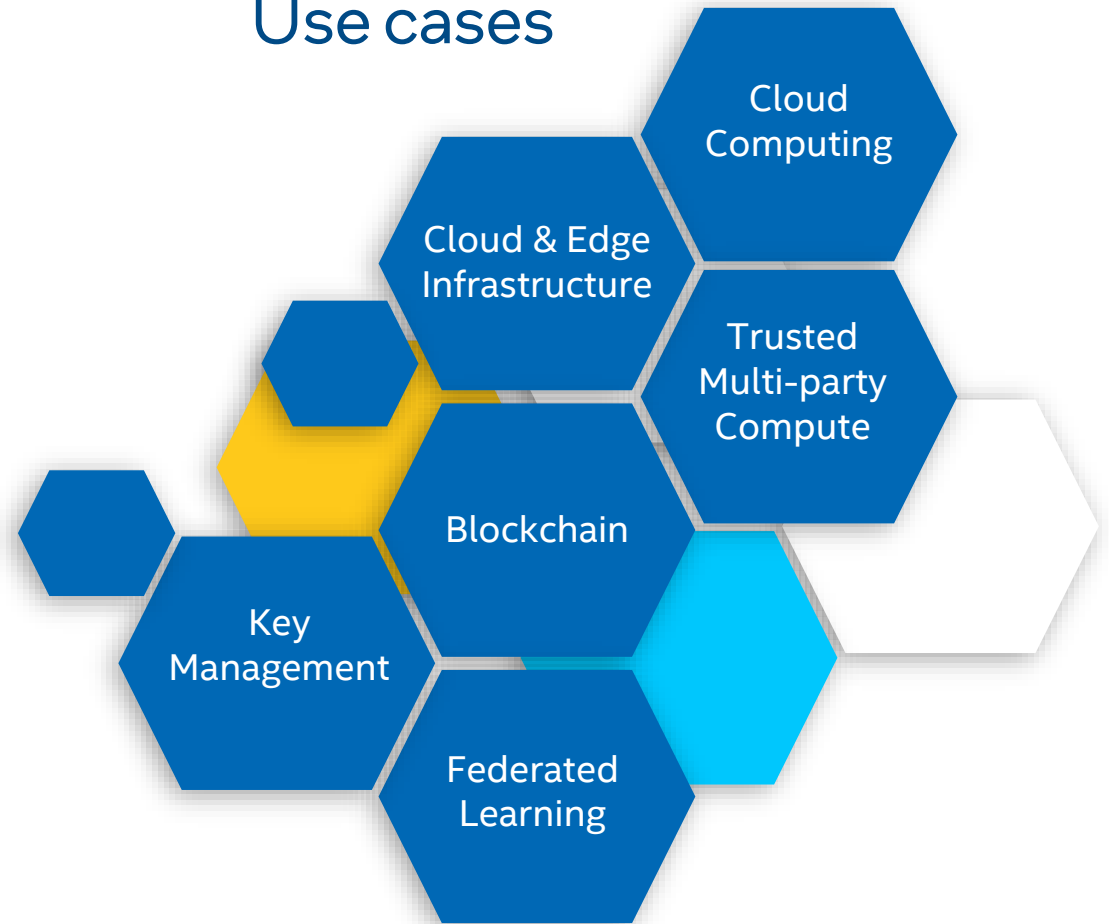 Use cases
Cloud
Computing
Cloud & Edge
Infrastructure
Trusted
Multi-party
Compute
Blockchain
Key
Management
Federated
Learning